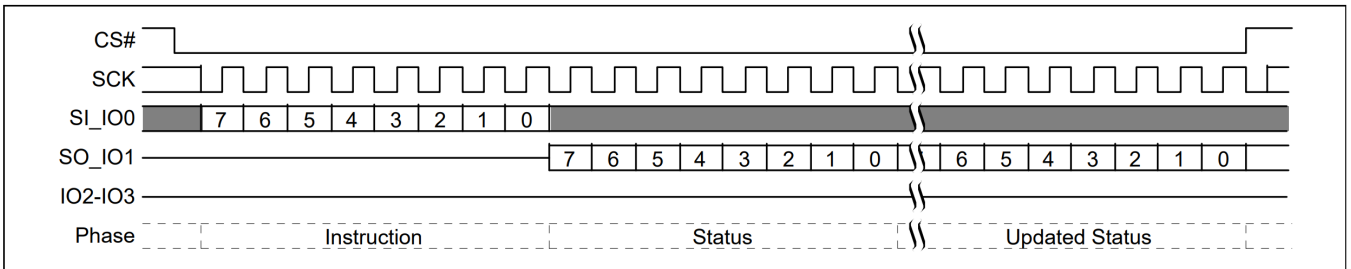 CS#
SCK
SI_IO0 7 6 5 4 3 2 1 0
SO_IO1 7 6 5 4 3 2 1 0 6 5 4 3 2 1 0
IO2-IO3
Phase Instruction Status Updated Status